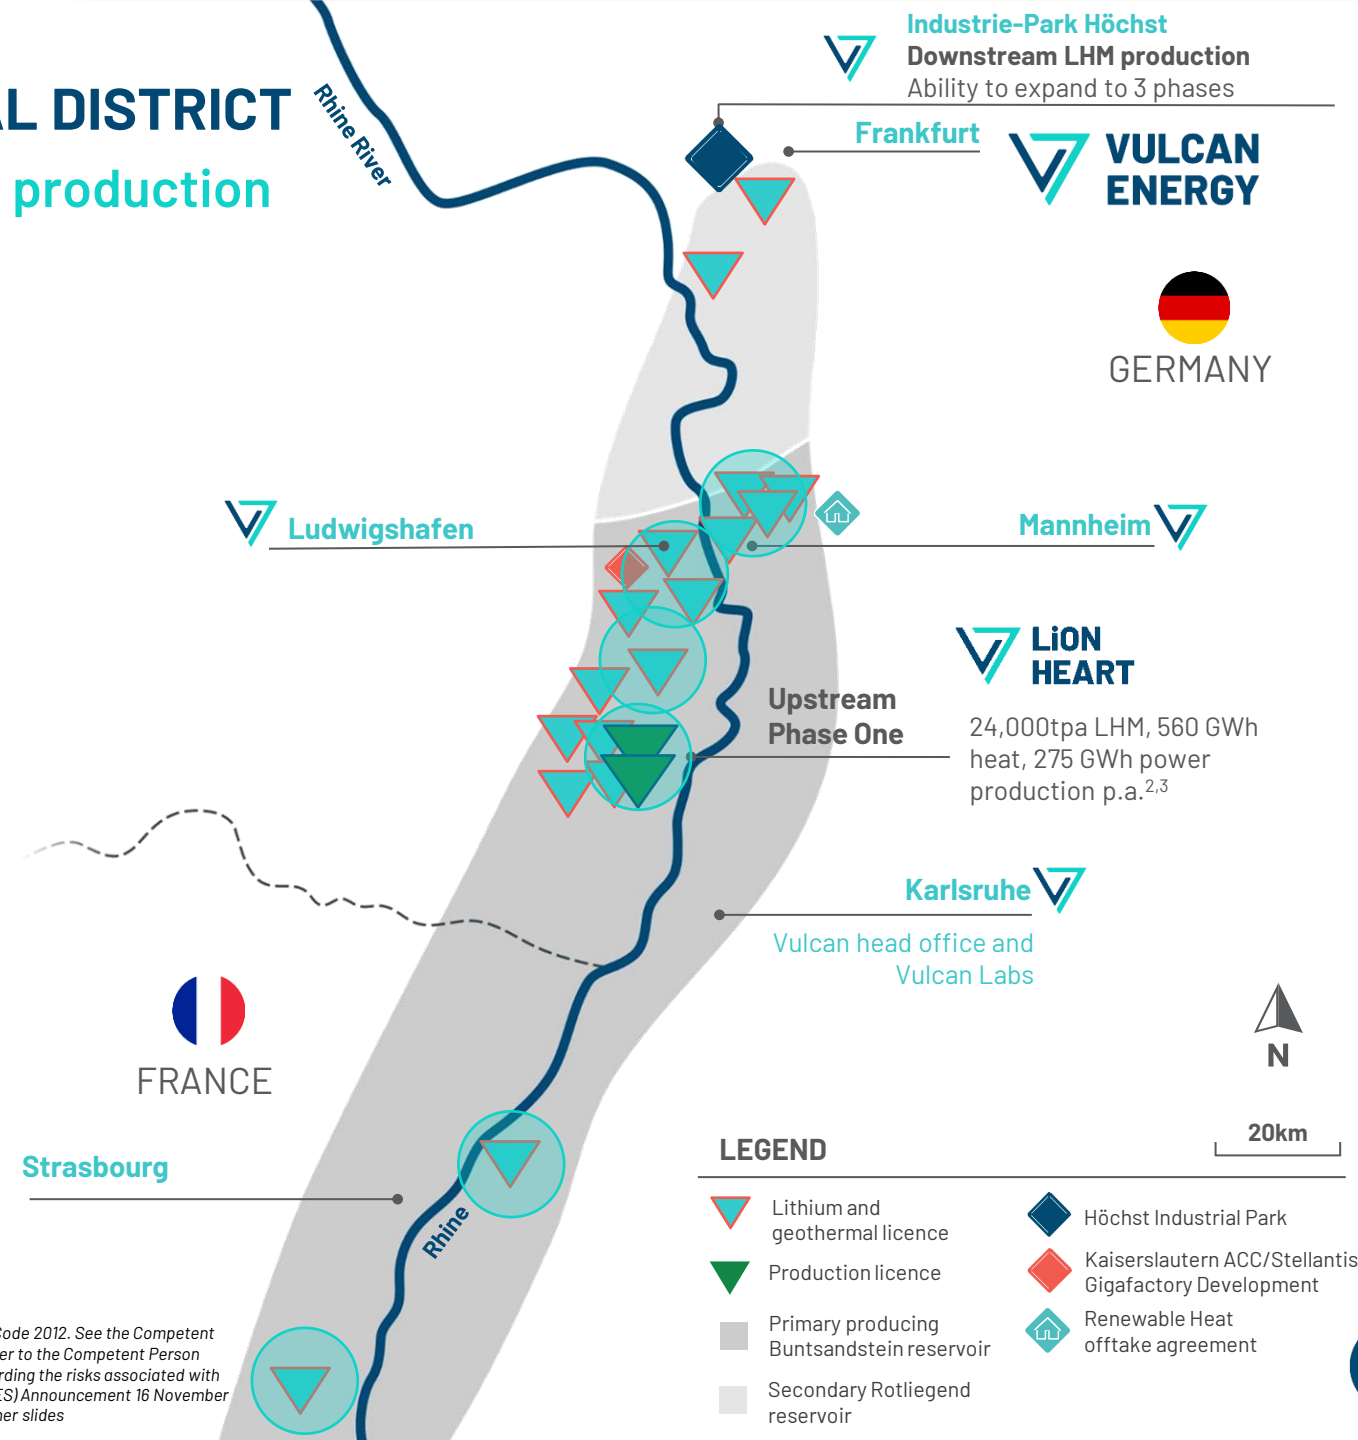 Industrie-Park Höchst
Downstream LHM production
Ability to expand to 3 phases
DISTRICT
production
Rhine River
Frankfurt
VULCAN
ENERGY
GERMANY
Ludwigshafen
Mannheim
LiON
HEART
Upstream
Phase One
24,000tpa LHM, 560 GWh
heat, 275 GWh power
production p.a.2,3
Karlsruhe
Vulcan head office and
Vulcan Labs
FRANCE
N
20km
Strasbourg
Rhine
LEGEND
Lithium and
geothermal licence
Production licence
Primary producing
Buntsandstein reservoir
Secondary Rotliegend
reservoir
Höchst Industrial Park
Kaiserslautern ACC/Stellantis
Gigafactory Development
Renewable Heat
offtake agreement
Code 2012. See the Competent
to the Competent Person
the risks associated with
Announcement 16 November
slides